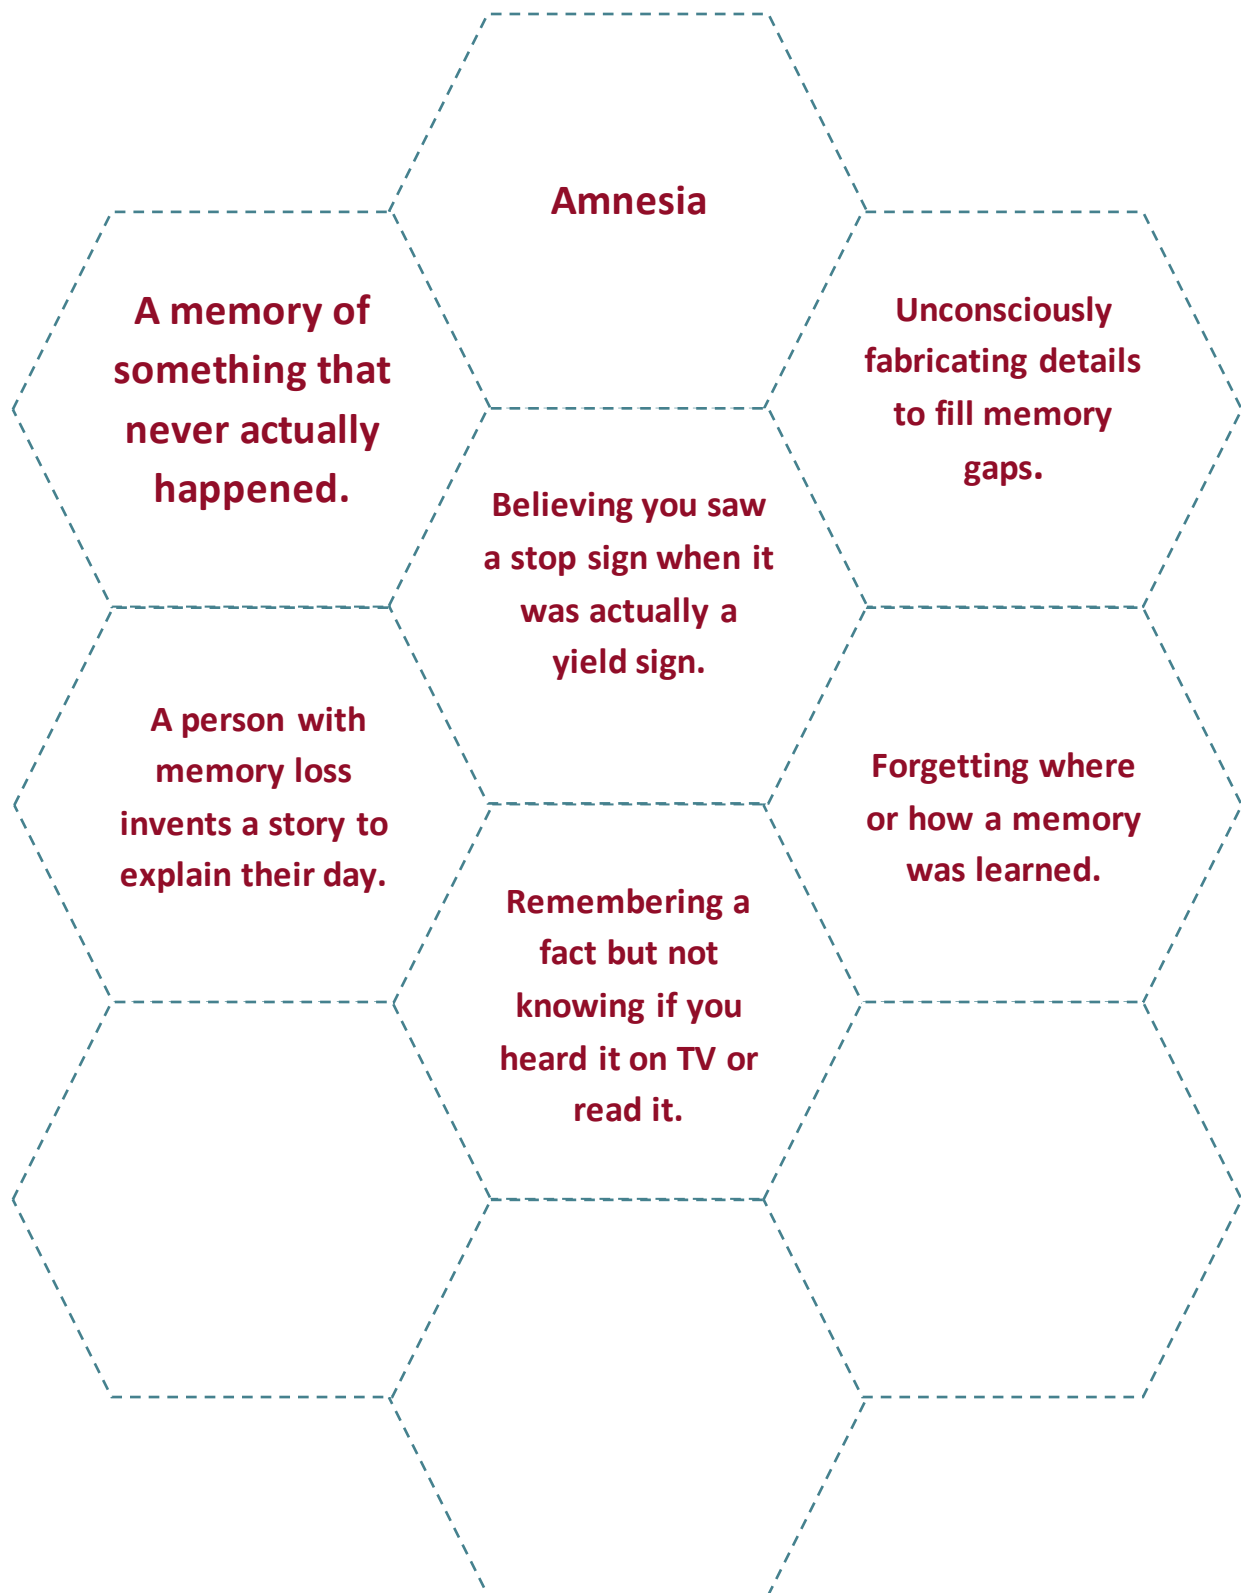 Amnesia
A memory of
something that
never actually
happened.
Unconsciously
fabricating details
to fill memory
gaps.
Believing you saw
a stop sign when it
was actually a
yield sign.
A person with
memory loss
invents a story to
explain their day.
Forgetting where
or how a memory
was learned.
Remembering a
fact but not
knowing if you
heard it on TV or
read it.